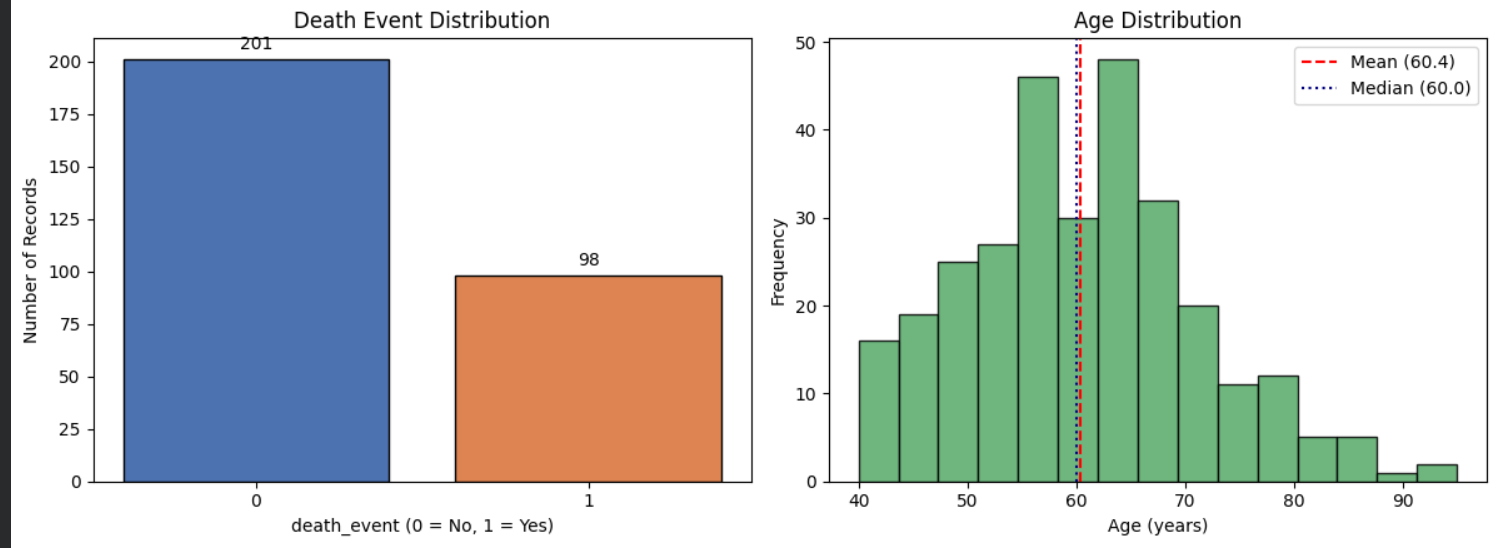 Death Event Distribution
201
98
200
175
150
125
100
75
50
25
0
Number of Records
0 1
death_event (0 = No, 1 = Yes)
Age Distribution
Mean (60.4)
Median (60.0)
50
40
30
20
10
0
Frequency
40 50 60 70 80 90
Age (years)